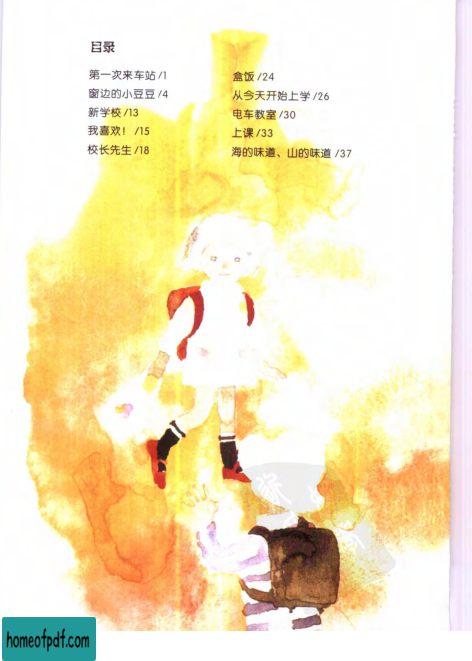 目录
第一次来车站 /1
窗边的小豆豆 /4
新学校 /13
我喜欢！ /15
校长先生 /18
盒饭 /24
从今天开始上学 /26
电车教室 /30
上课 /33
海的味道、山的味道 /37
homeofpdf.com